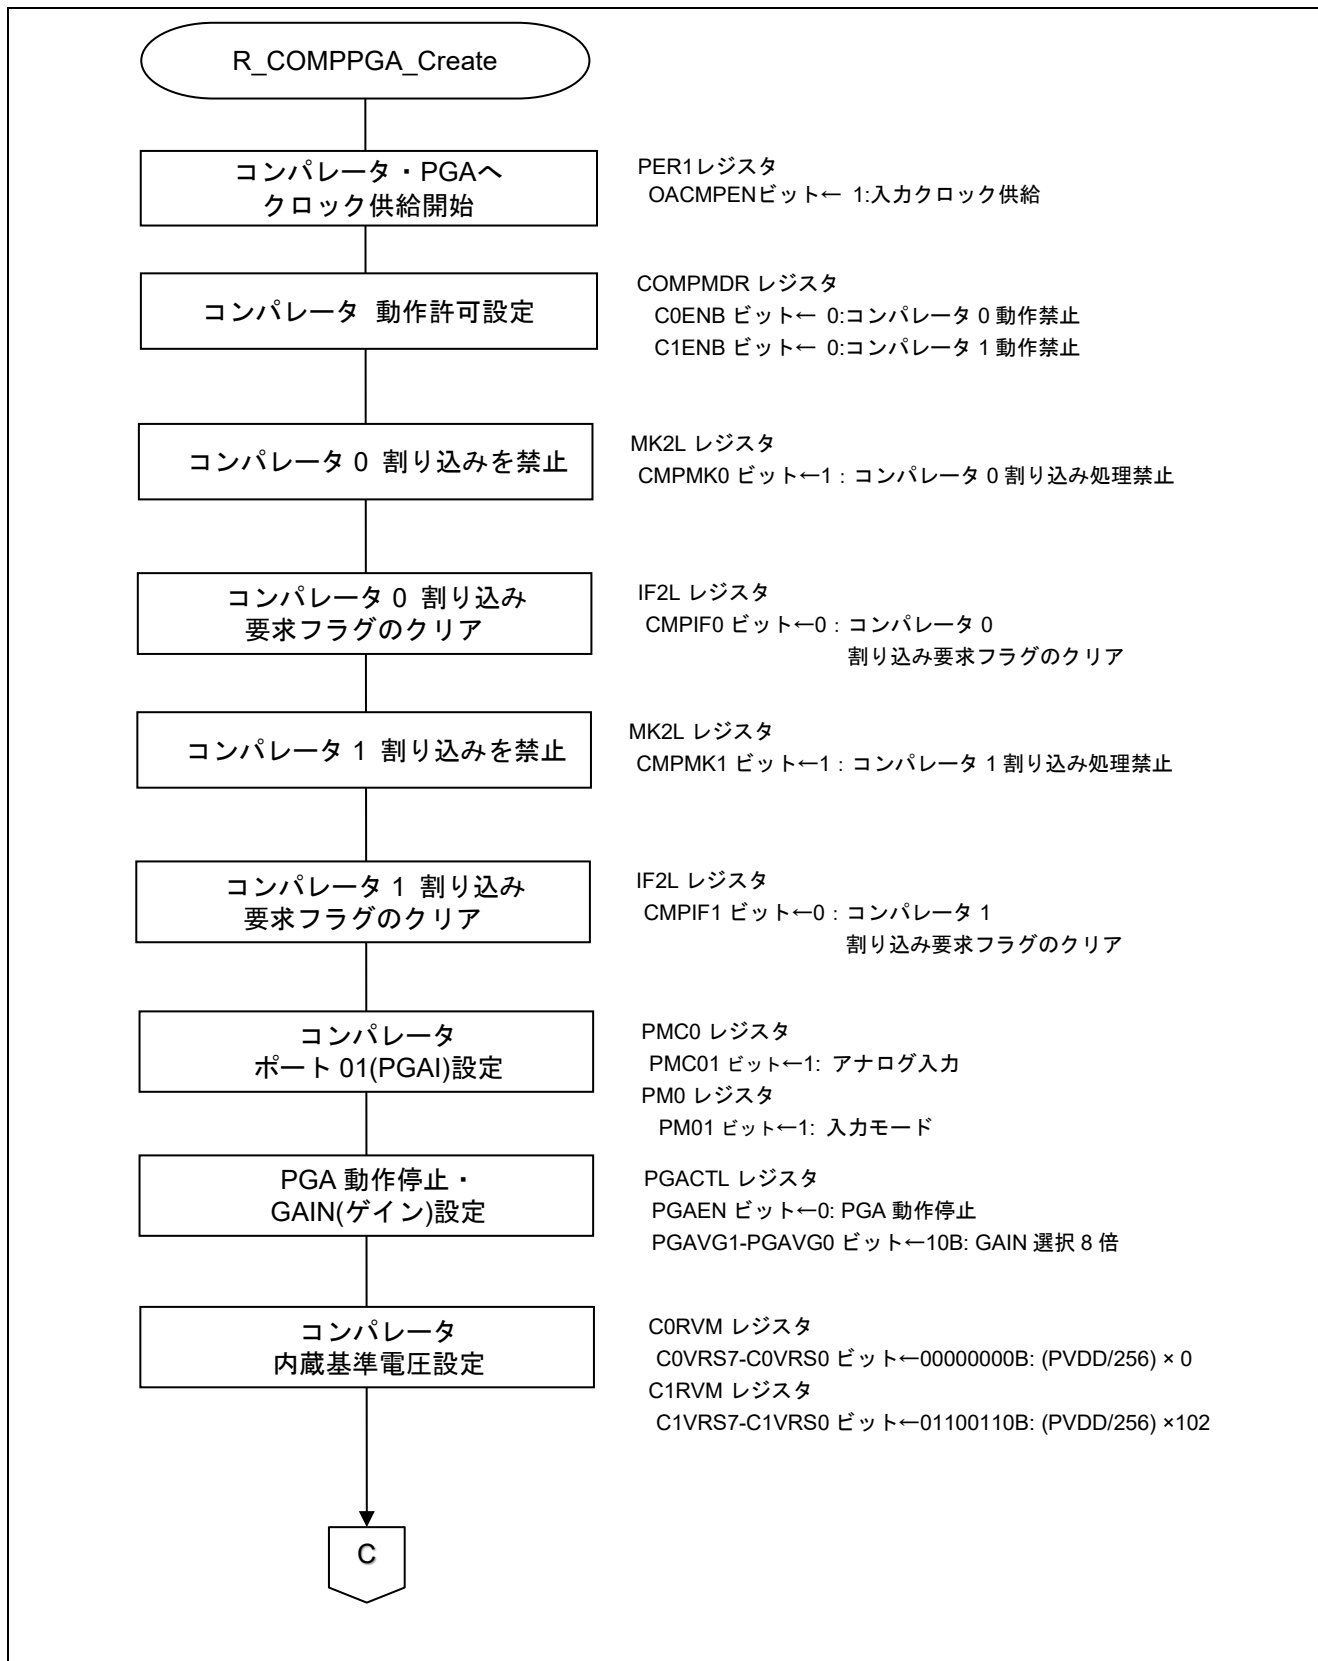 R_COMPPGA_Create
コンパレータ・PGAへ
クロック供給開始
PER1レジスタ
OACMPENビット← 1:入力クロック供給
コンパレータ 動作許可設定
COMPMDR レジスタ
C0ENB ビット← 0:コンパレータ 0 動作禁止
C1ENB ビット← 0:コンパレータ 1 動作禁止
コンパレータ 0 割り込みを禁止
MK2L レジスタ
CMPMK0 ビット←1 : コンパレータ 0 割り込み処理禁止
コンパレータ 0 割り込み
要求フラグのクリア
IF2L レジスタ
CMPIF0 ビット←0 : コンパレータ 0
割り込み要求フラグのクリア
コンパレータ 1 割り込みを禁止
MK2L レジスタ
CMPMK1 ビット←1 : コンパレータ 1 割り込み処理禁止
コンパレータ 1 割り込み
要求フラグのクリア
IF2L レジスタ
CMPIF1 ビット←0 : コンパレータ 1
割り込み要求フラグのクリア
コンパレータ
ポート 01(PGAI)設定
PMC0 レジスタ
PMC01 ビット←1: アナログ入力
PM0 レジスタ
PM01 ビット←1: 入力モード
PGA 動作停止・
GAIN(ゲイン)設定
PGACTL レジスタ
PGAEN ビット←0: PGA 動作停止
PGAVG1-PGAVG0 ビット←10B: GAIN 選択 8 倍
コンパレータ
内蔵基準電圧設定
C0RVM レジスタ
C0VRS7-C0VRS0 ビット←00000000B: (PVDD/256) × 0
C1RVM レジスタ
C1VRS7-C1VRS0 ビット←01100110B: (PVDD/256) ×102
C